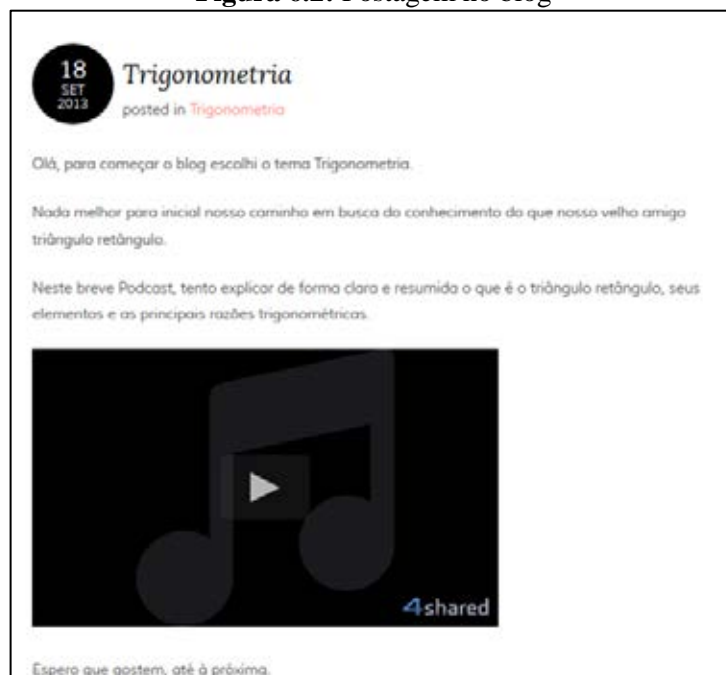 Figura 6.2: Postagem no blog
18
SET
2013
Trigonometria
posted in Trigonometria
Olá, para começar o blog escolhi o tema Trigonometria.
Nada melhor para inicial nosso caminho em busca do conhecimento do que nosso velho amigo
triângulo retângulo.
Neste breve Podcast, tento explicar de forma clara e resumida o que é o triângulo retângulo, seus
elementos e as principais razões trigonométricas.
4shared
Espero que gostem, até à próxima.